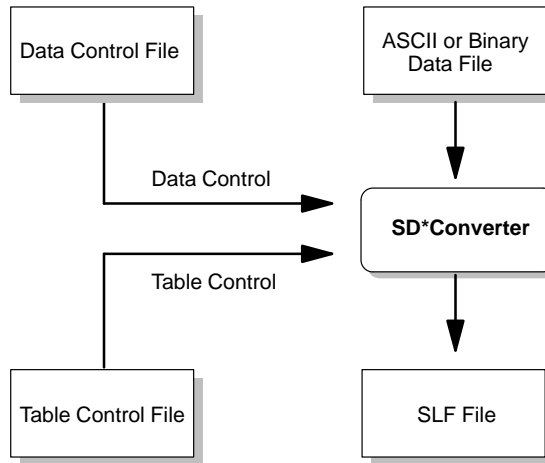 Data Control File
ASCII or Binary
Data File
Data Control
SD*Converter
Table Control
Table Control File
SLF File